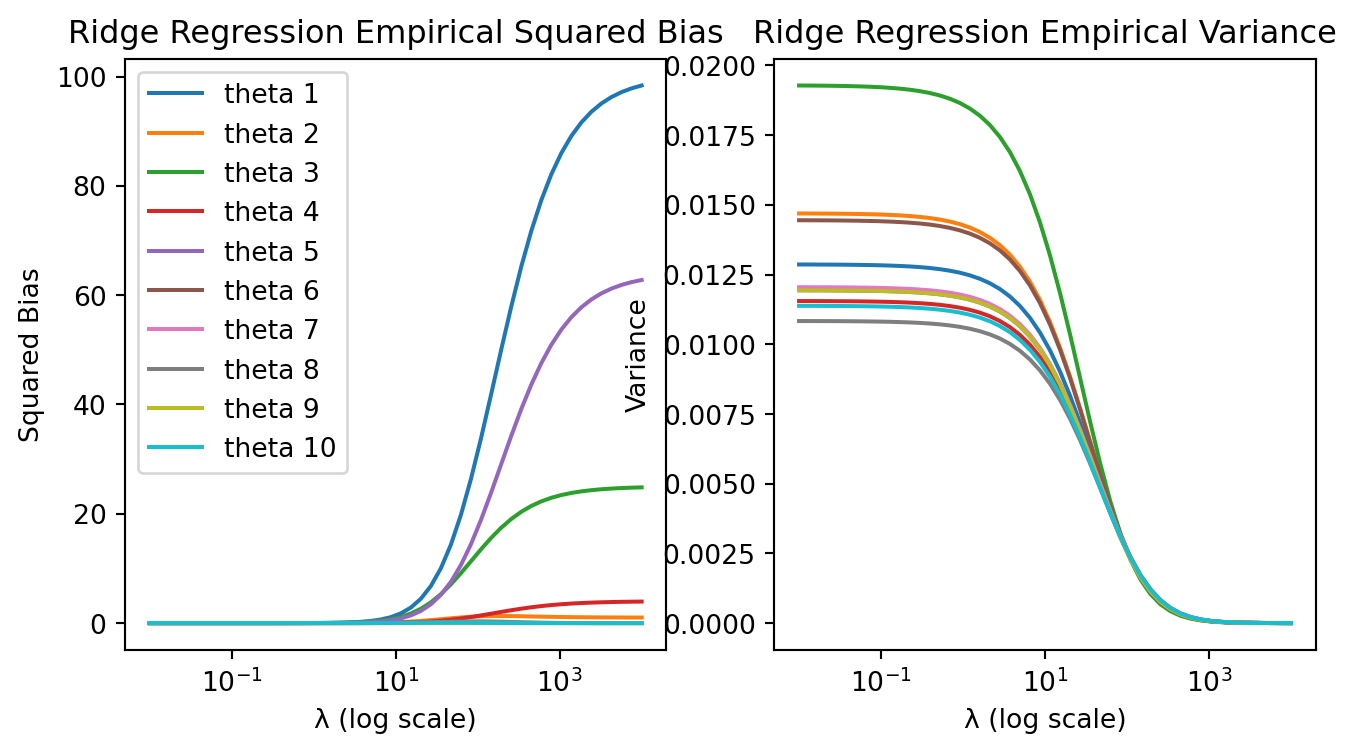 Ridge Regression Empirical Squared Bias
100
80
60
40
20
0
Squared Bias
theta 1
theta 2
theta 3
theta 4
theta 5
theta 6
theta 7
theta 8
theta 9
theta 10
10⁻¹
10¹
10³
λ (log scale)
Ridge Regression Empirical Variance
0.0200
0.0175
0.0150
0.0125
0.0100
0.0075
0.0050
0.0025
0.0000
Variance
10⁻¹
10¹
10³
λ (log scale)